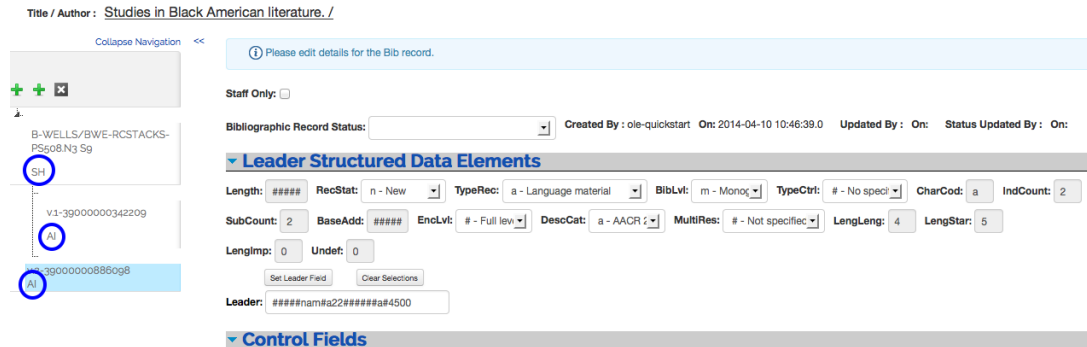 Title / Author : Studies in Black American literature. /
Collapse Navigation <<
Please edit details for the Bib record.
Staff Only:
B-WELLS/BWE-RCSTACKS-
PS508.N3 S9
SH
v.1-39000000342209
AI
v.2-39000000886098
AI
Bibliographic Record Status: Created By : ole-quickstart On: 2014-04-10 10:46:39.0 Updated By : On: Status Updated By : On:
Leader Structured Data Elements
Length: ##### RecStat: n - New TypeRec: a - Language material BibLvl: m - Monog TypeCtrl: # - No specif CharCod: a IndCount: 2
SubCount: 2 BaseAdd: ##### EncLvl: # - Full leve DescCat: a - AACR 2 MultiRes: # - Not specified LengLeng: 4 LengStar: 5
LengImp: 0 Undef: 0
Set Leader Field Clear Selections
Leader: #####nam#a22######a#4500
Control Fields